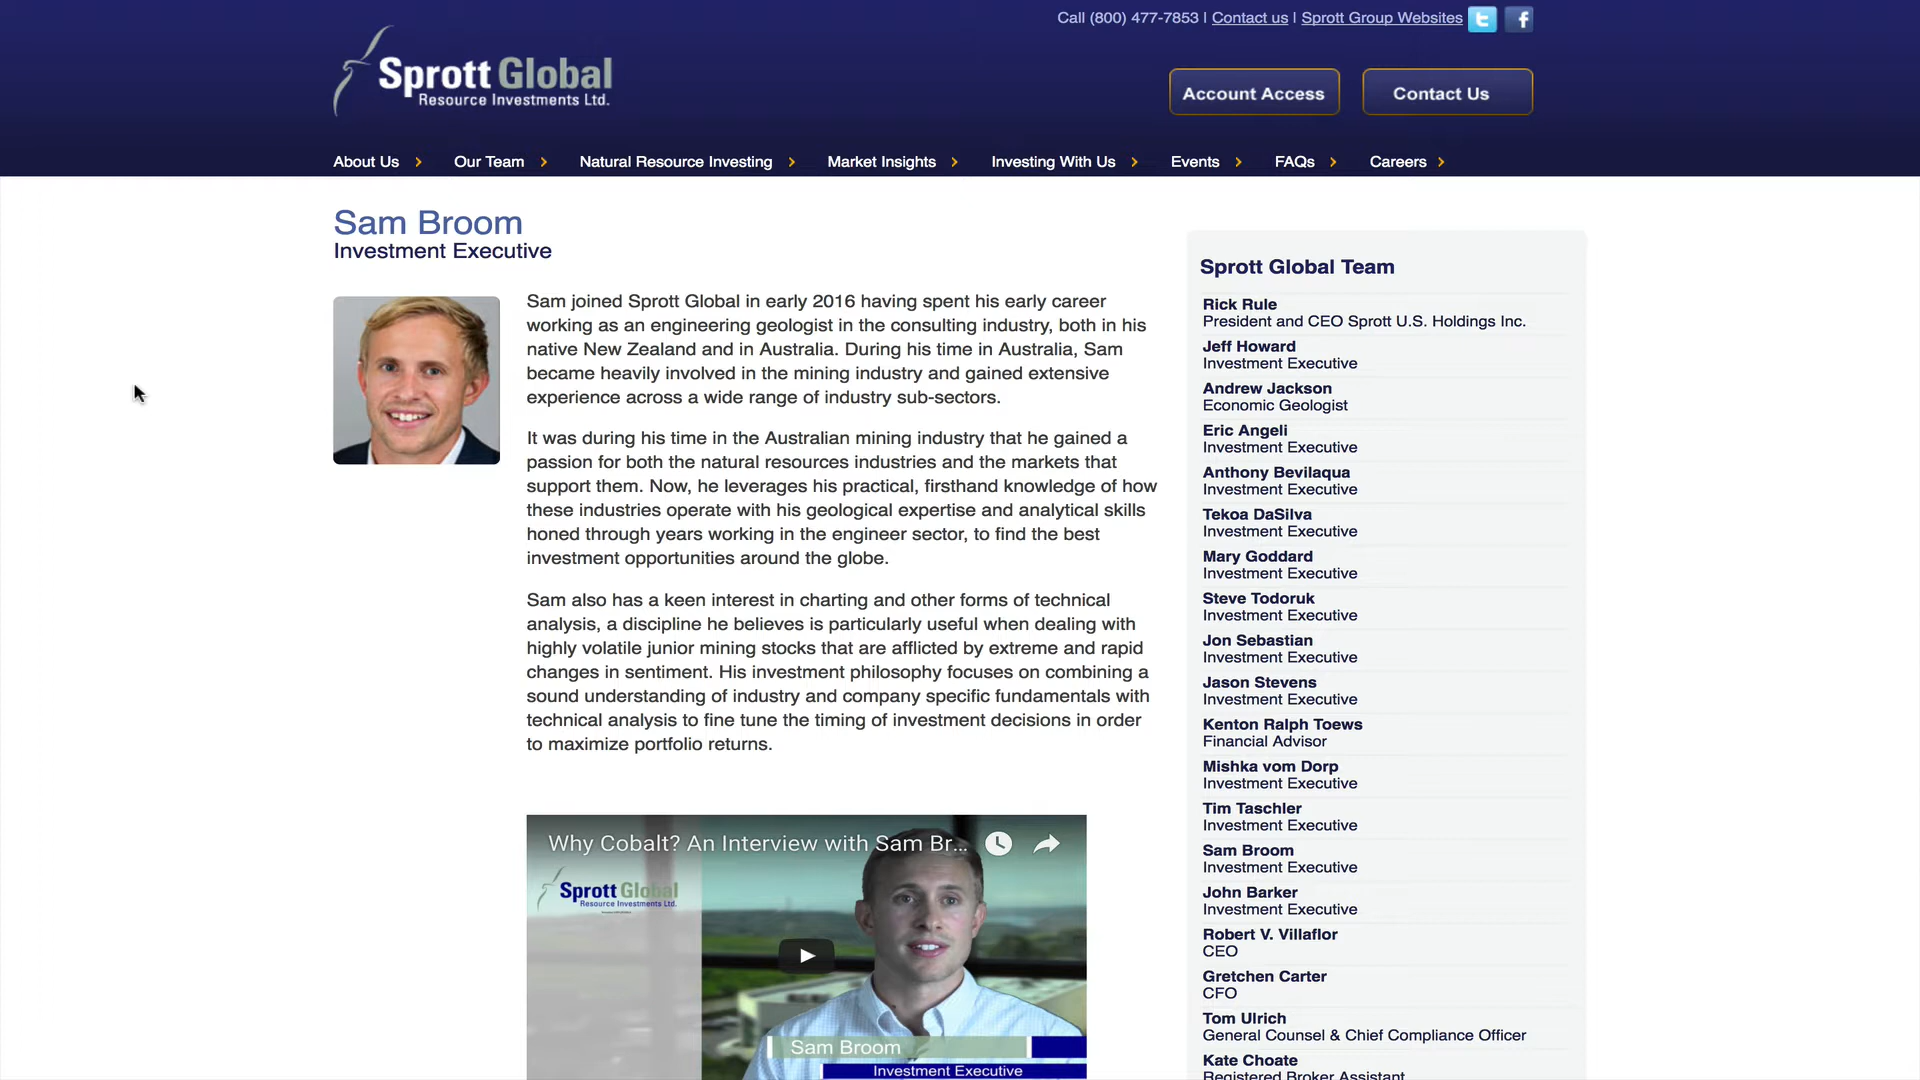 Call (800) 477-7853 | Contact us | Sprott Group Websites
Sprott Global
Resource Investments Ltd.
Account Access
Contact Us
About Us
Our Team
Natural Resource Investing
Market Insights
Investing With Us
Events
FAQs
Careers
Sam Broom
Investment Executive
Sam joined Sprott Global in early 2016 having spent his early career
working as an engineering geologist in the consulting industry, both in his
native New Zealand and in Australia. During his time in Australia, Sam
became heavily involved in the mining industry and gained extensive
experience across a wide range of industry sub-sectors.
It was during his time in the Australian mining industry that he gained a
passion for both the natural resources industries and the markets that
support them. Now, he leverages his practical, firsthand knowledge of how
these industries operate with his geological expertise and analytical skills
honed through years working in the engineer sector, to find the best
investment opportunities around the globe.
Sam also has a keen interest in charting and other forms of technical
analysis, a discipline he believes is particularly useful when dealing with
highly volatile junior mining stocks that are afflicted by extreme and rapid
changes in sentiment. His investment philosophy focuses on combining a
sound understanding of industry and company specific fundamentals with
technical analysis to fine tune the timing of investment decisions in order
to maximize portfolio returns.
Why Cobalt? An Interview with Sam Br...
Sprott Global
Resource Investments Ltd.
Sam Broom
Investment Executive
Sprott Global Team
Rick Rule
President and CEO Sprott U.S. Holdings Inc.
Jeff Howard
Investment Executive
Andrew Jackson
Economic Geologist
Eric Angeli
Investment Executive
Anthony Bevilaqua
Investment Executive
Tekoa DaSilva
Investment Executive
Mary Goddard
Investment Executive
Steve Todoruk
Investment Executive
Jon Sebastian
Investment Executive
Jason Stevens
Investment Executive
Kenton Ralph Toews
Financial Advisor
Mishka vom Dorp
Investment Executive
Tim Taschler
Investment Executive
Sam Broom
Investment Executive
John Barker
Investment Executive
Robert V. Villaflor
CEO
Gretchen Carter
CFO
Tom Ulrich
General Counsel & Chief Compliance Officer
Kate Choate
Registered Broker Assistant